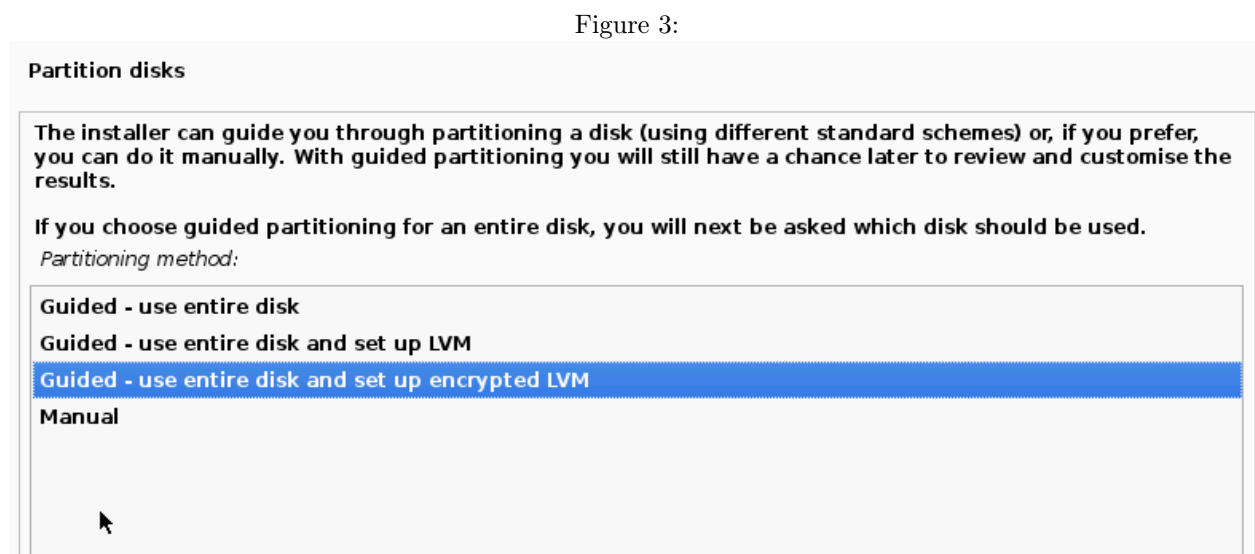 Figure 3:
Partition disks
The installer can guide you through partitioning a disk (using different standard schemes) or, if you prefer,
you can do it manually. With guided partitioning you will still have a chance later to review and customise the
results.
If you choose guided partitioning for an entire disk, you will next be asked which disk should be used.
Partitioning method:
Guided - use entire disk
Guided - use entire disk and set up LVM
Guided - use entire disk and set up encrypted LVM
Manual